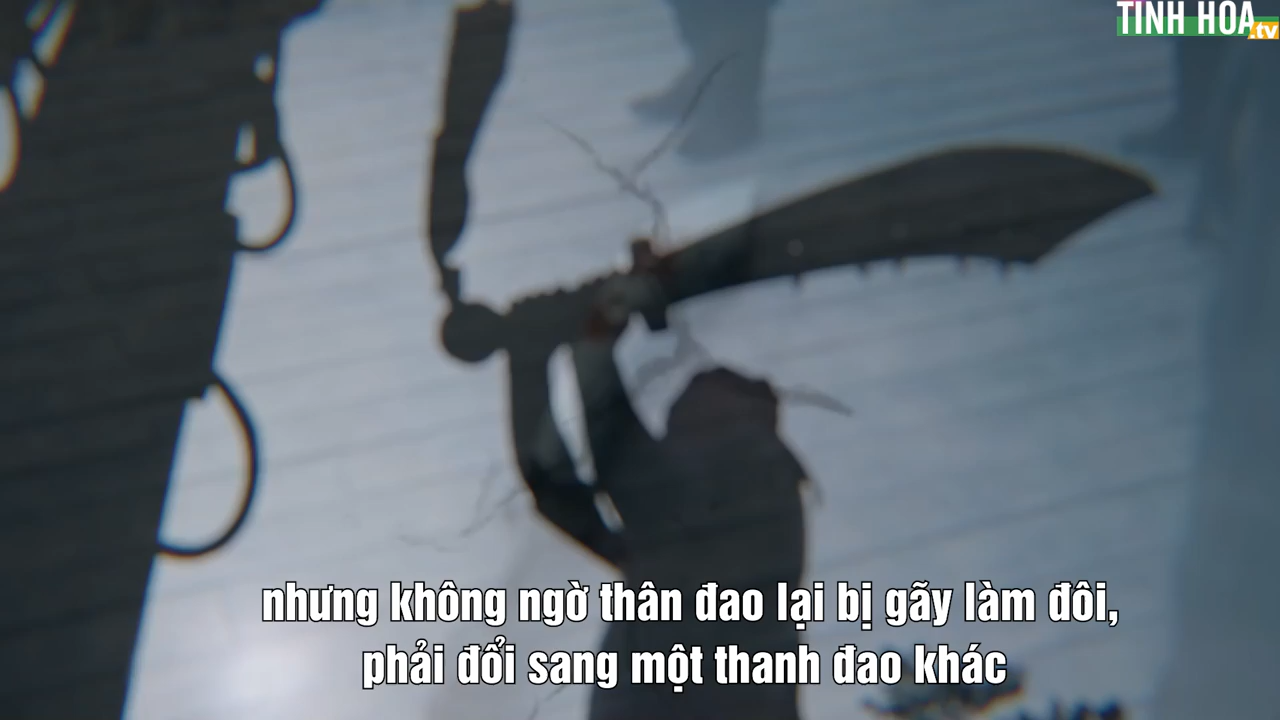 TINH HOA
.tv
nhưng không ngờ thân đao lại bị gãy làm đôi,
phải đổi sang một thanh đao khác